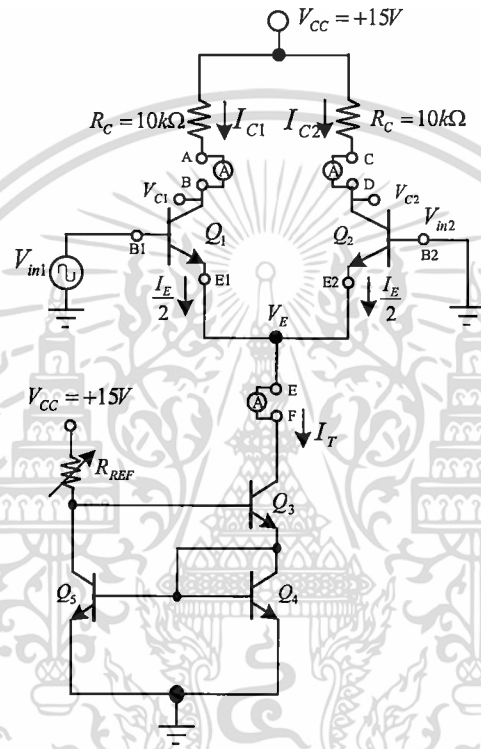 V_CC = +15V
R_C = 10kΩ
I_C1
I_C2
R_C = 10kΩ
A
C
A
A
B
D
V_C1
V_C2
Q_1
Q_2
V_in2
V_in1
B1
B2
E1
E2
I_E/2
I_E/2
V_E
E
A
F
I_T
V_CC = +15V
R_REF
Q_3
Q_5
Q_4